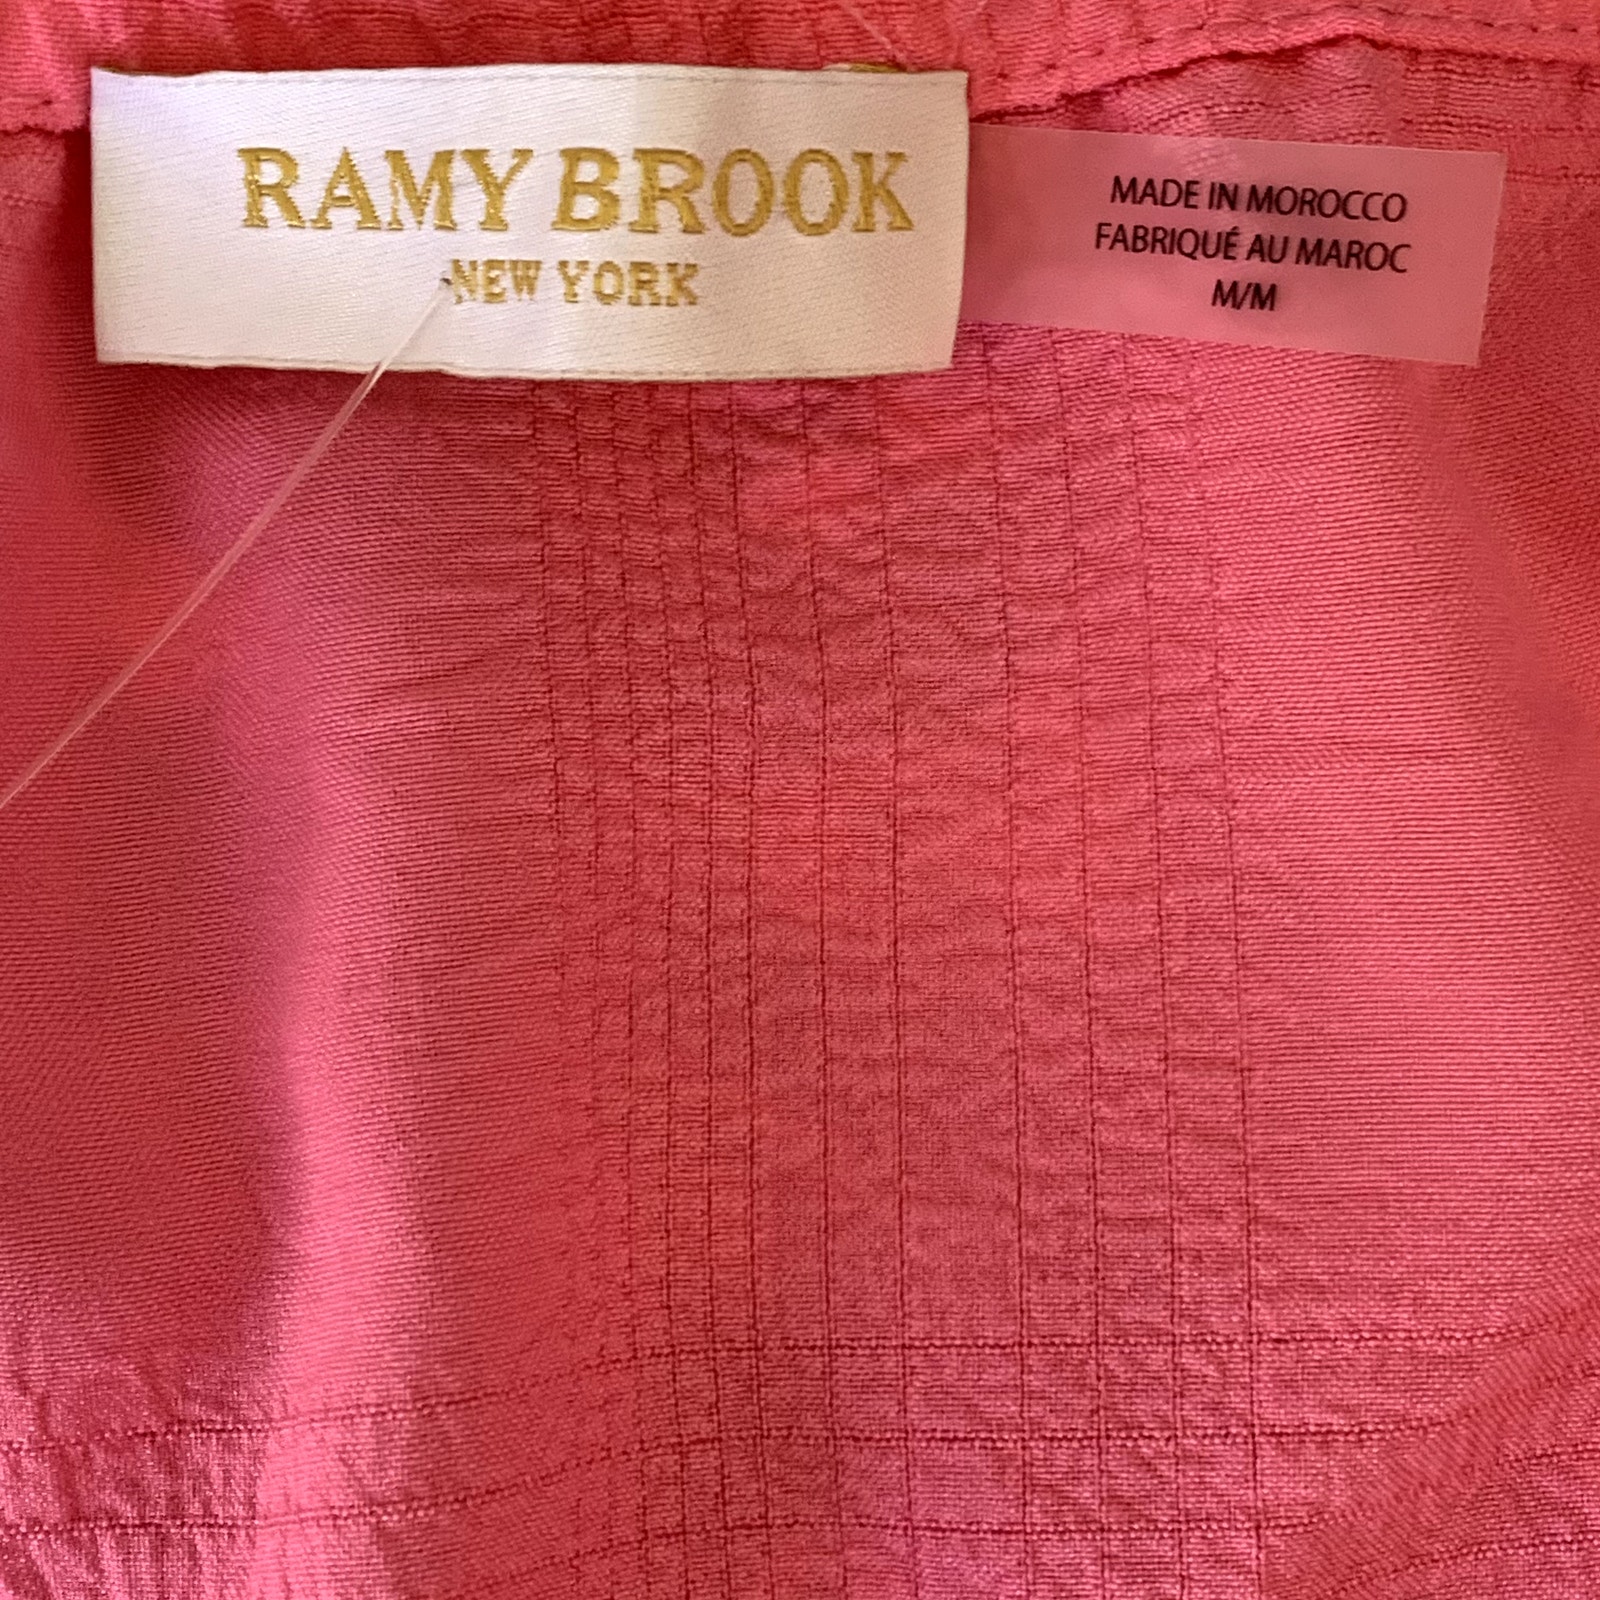 RAMY BROOK
NEW YORK
MADE IN MOROCCO
FABRIQUÉ AU MAROC
M/M